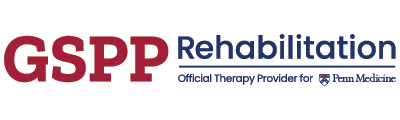 GSPP Rehabilitation
Official Therapy Provider for Penn Medicine